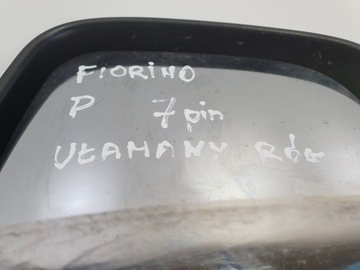 FIORINO
P 7 pin
UŁAMANY RÓG